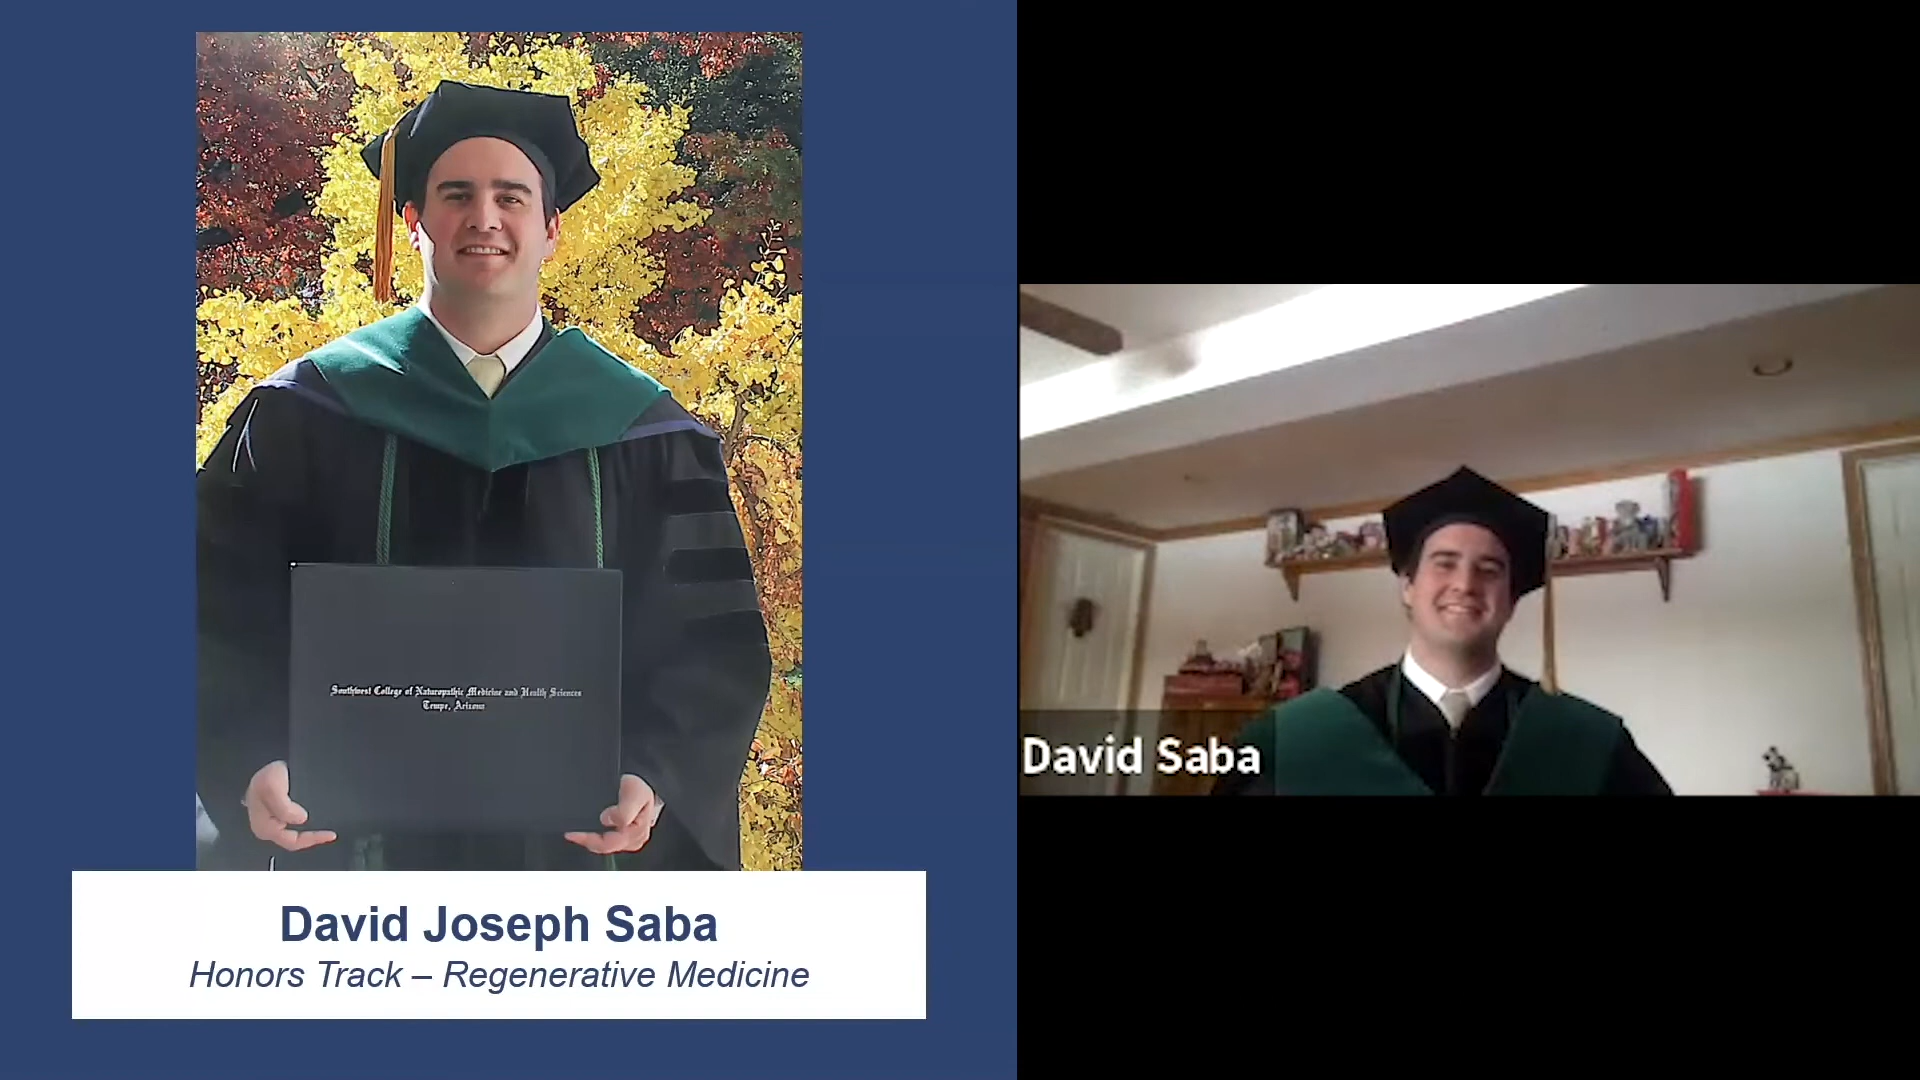 Southwest College of Naturopathic Medicine and Health Sciences
Tempe, Arizona
David Joseph Saba
Honors Track – Regenerative Medicine
David Saba